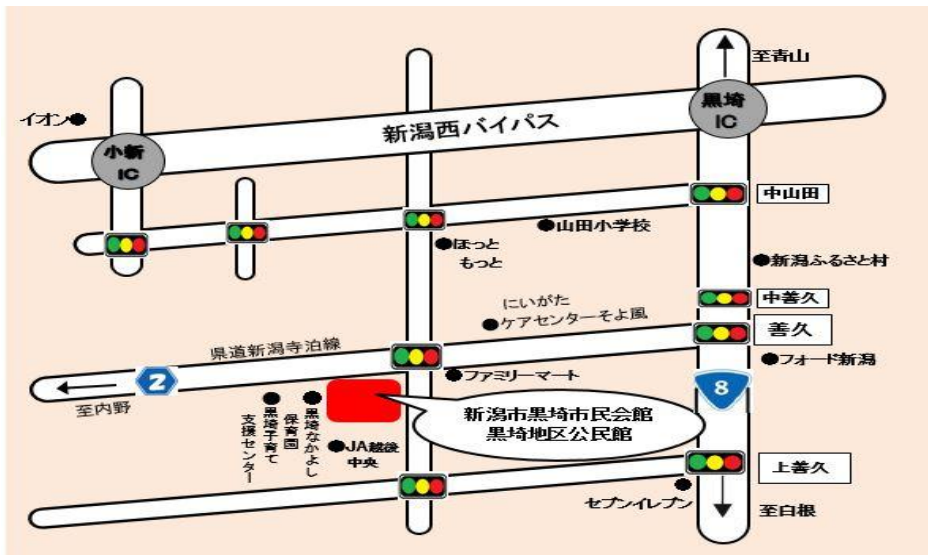 至青山
イオン
黒埼
IC
新潟西バイパス
小新
IC
中山田
山田小学校
ほっと
もっと
新潟ふるさと村
中善久
にいがた
ケアセンターそよ風
善久
県道新潟寺泊線
フォード新潟
2
ファミリーマート
至内野
8
新潟市黒埼市民会館
黒埼地区公民館
黒埼なかよし
保育園
黒埼子育て
支援センター
JA越後
中央
上善久
セブンイレブン
至白根